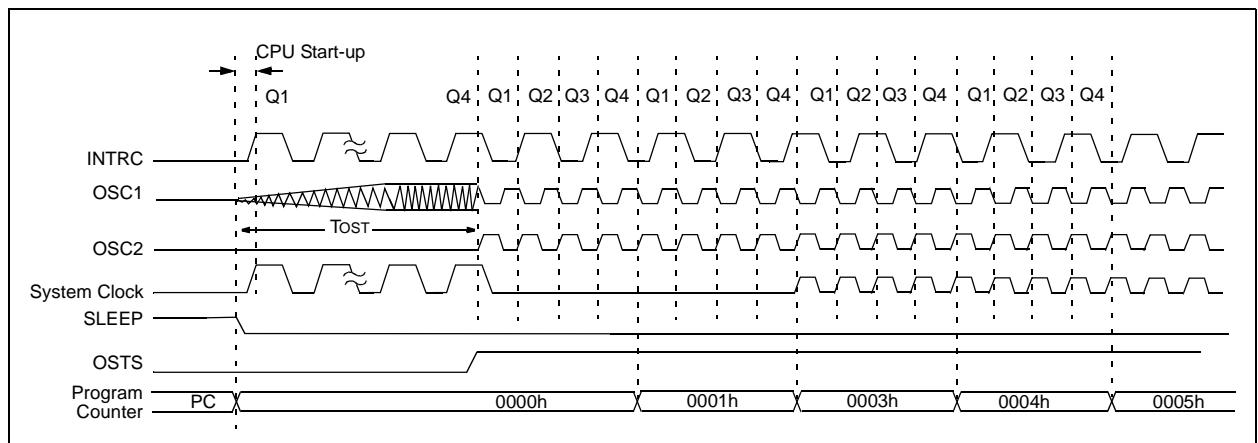 CPU Start-up
Q1 Q4 Q1 Q2 Q3 Q4 Q1 Q2 Q3 Q4 Q1 Q2 Q3 Q4 Q1 Q2 Q3 Q4
INTRC
OSC1
TOST
OSC2
System Clock
SLEEP
OSTS
Program Counter
PC 0000h 0001h 0003h 0004h 0005h